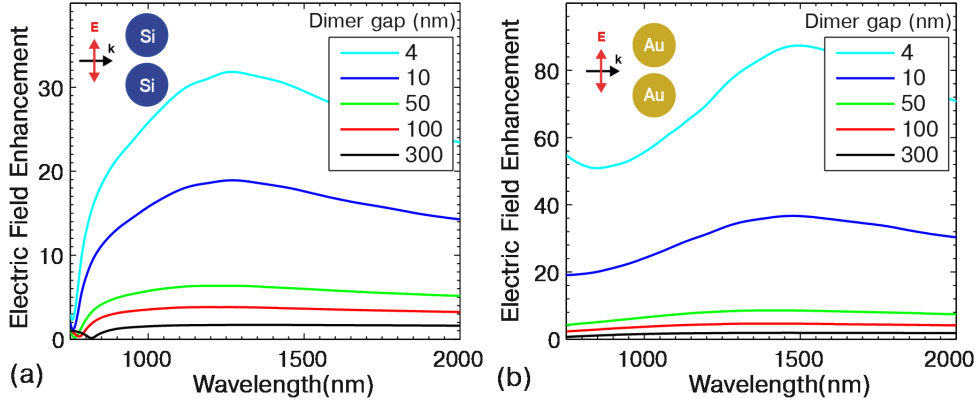 Electric Field Enhancement
30
20
10
0
E
k
Si
Si
Dimer gap (nm)
4
10
50
100
300
1000
1500
2000
Wavelength(nm)
(a)
Electric Field Enhancement
80
60
40
20
0
E
k
Au
Au
Dimer gap (nm)
4
10
50
100
300
1000
1500
2000
Wavelength(nm)
(b)